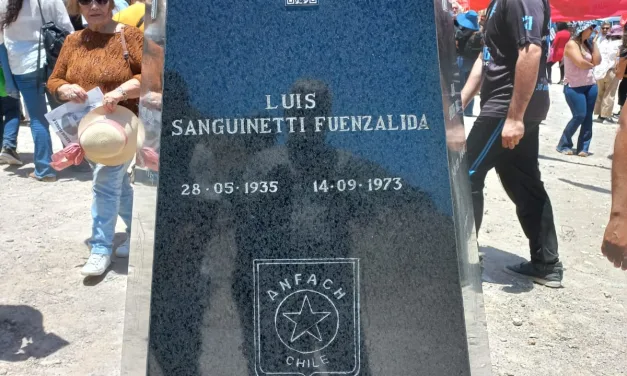 LUIS
SANGUINETTI FUENZALIDA
28·05·1935 14·09·1973
ANFACH
CHILE